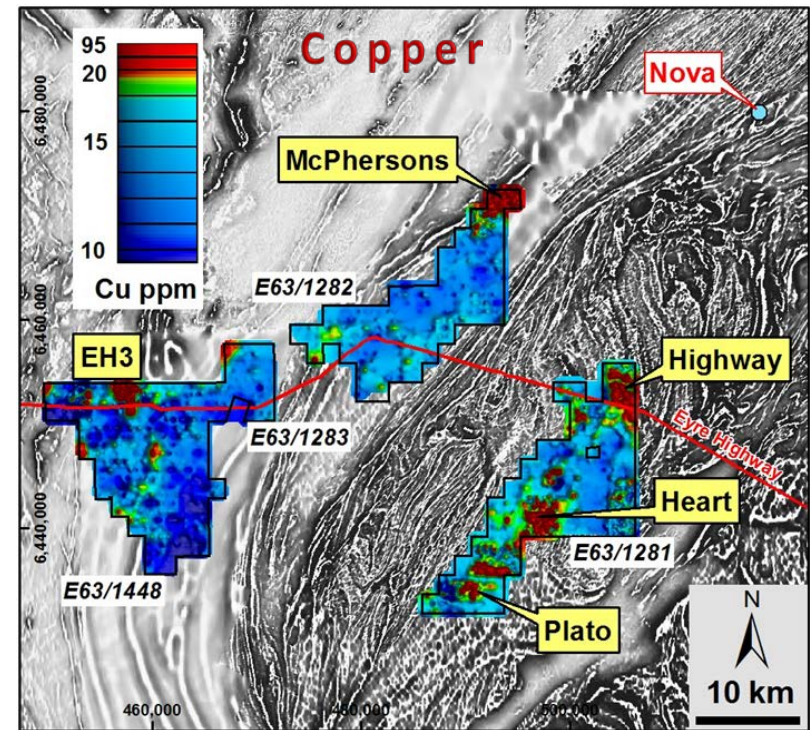 Copper
95
20
15
10
Cu ppm
Nova
McPhersons
E63/1282
EH3
Highway
E63/1283
Eyre Highway
Heart
E63/1281
E63/1448
Plato
N
10 km
6,480,000
6,460,000
6,440,000
460,000
480,000
500,000